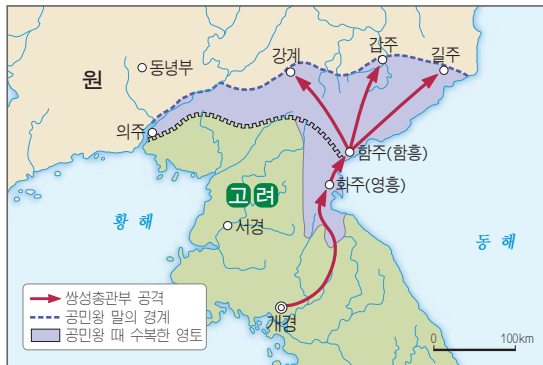 강계
갑주
길주
동녕부
원
의주
함주(함흥)
화주(영흥)
고려
서경
황 해
동 해
개경
쌍성총관부 공격
공민왕 말의 경계
공민왕 때 수복한 영토
0 100km